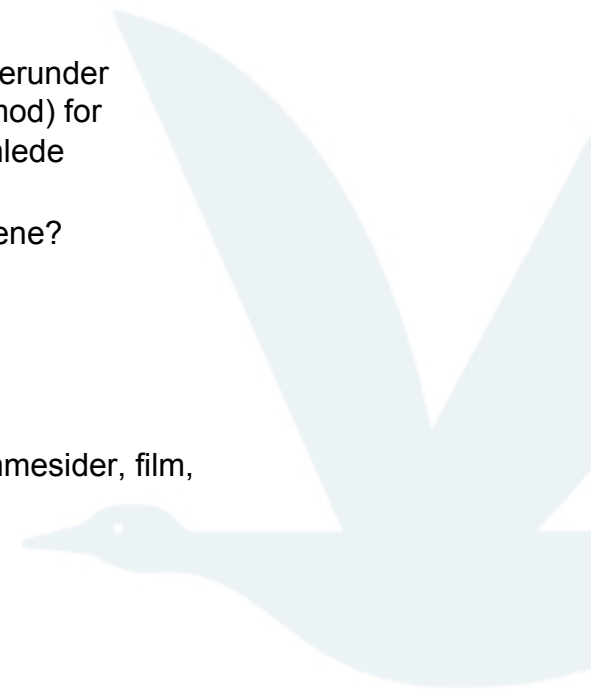 erunder
nod) for
nlede
ene?
nmesider, film,